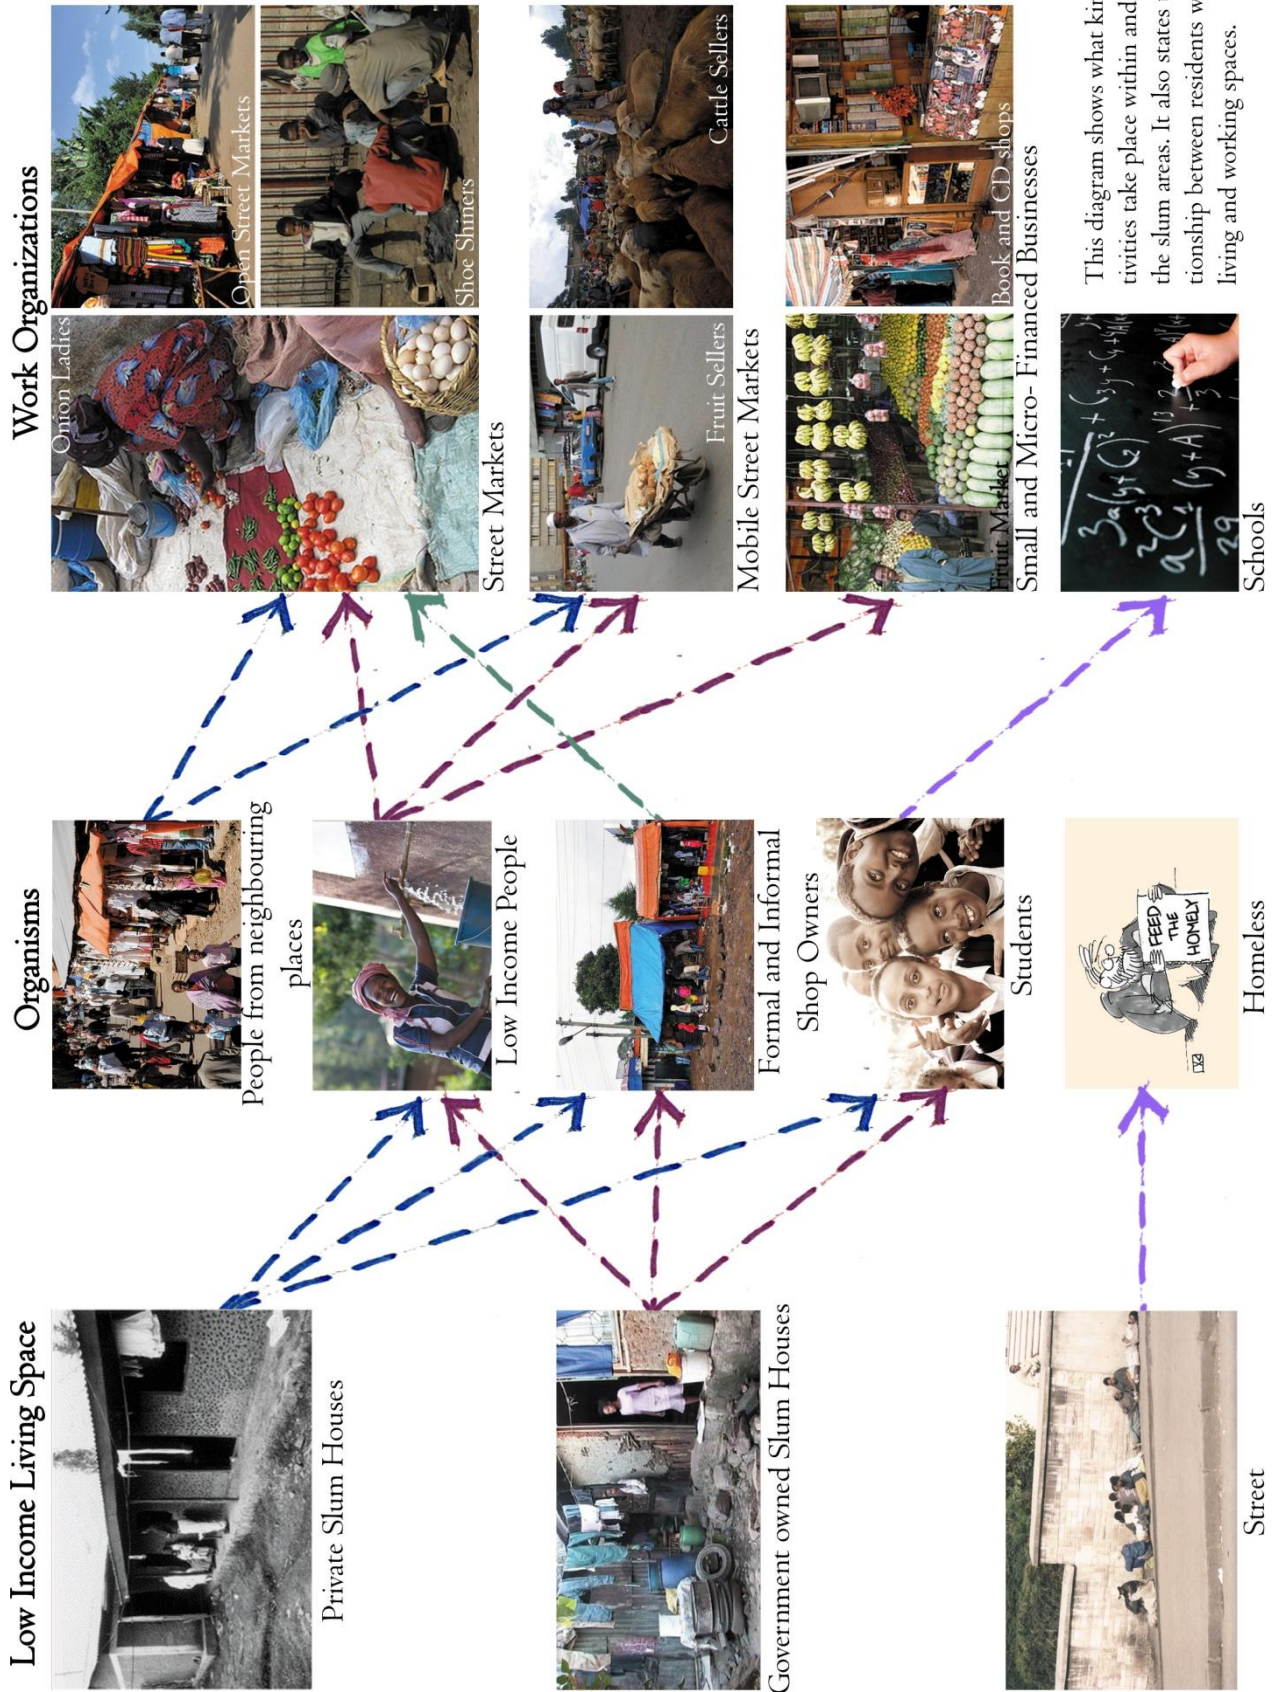 Low Income Living Space
Private Slum Houses
Government owned Slum Houses
Street
Organisms
People from neighbouring
places
Low Income People
Formal and Informal
Shop Owners
Students
FEED
THE
HOMELY
Homeless
Work Organizations
Onion Ladies
Open Street Markets
Shoe Shiners
Street Markets
Fruit Sellers
Cattle Sellers
Mobile Street Markets
Fruit Market
Book and CD shops
Small and Micro- Financed Businesses
Schools
This diagram shows what
tivities take place within and
the slum areas. It also states
tionship between residents
living and working spaces.